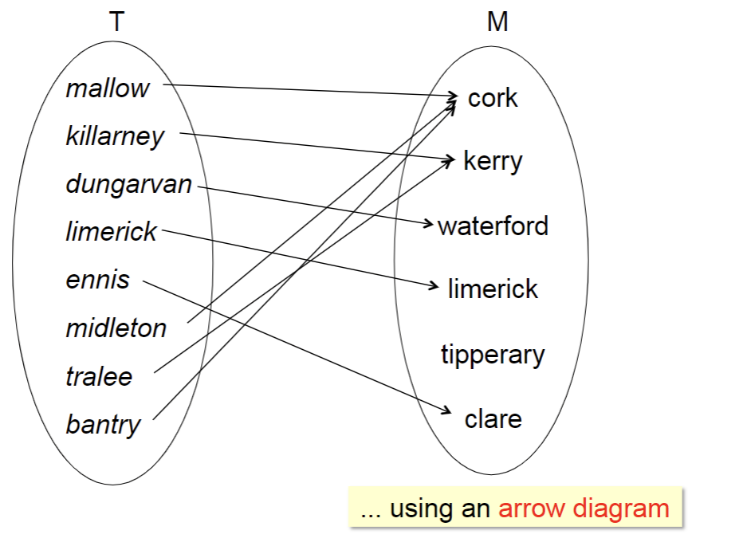 T
M
mallow
killarney
dungarvan
limerick
ennis
midleton
tralee
bantry
cork
kerry
waterford
limerick
tipperary
clare
... using an arrow diagram